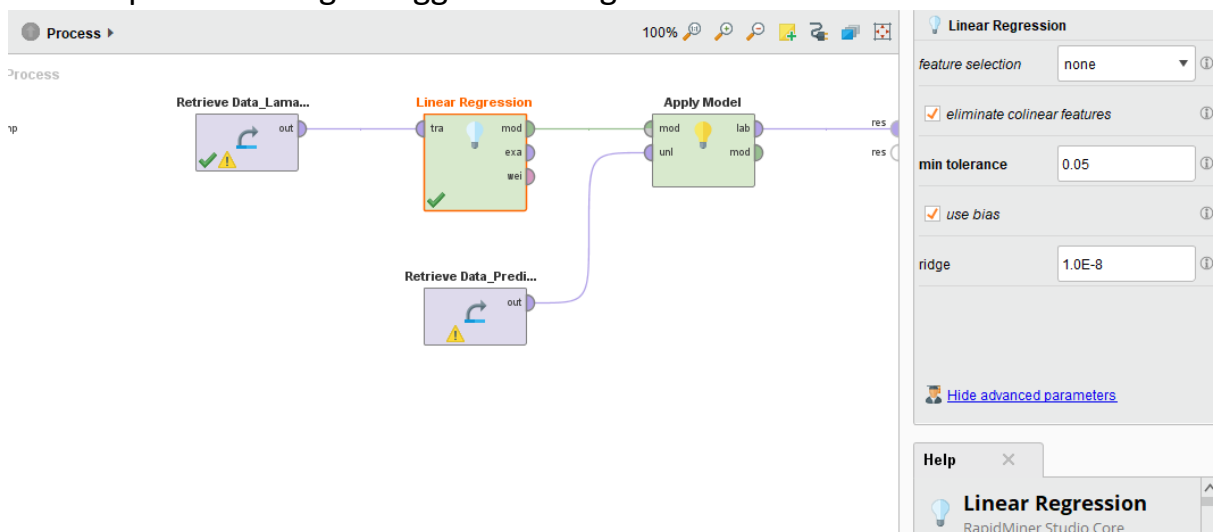 Process
100%
Process
Retrieve Data_Lama...
out
Linear Regression
tra
mod
exa
wei
Apply Model
mod
lab
unl
mod
res
res
Retrieve Data_Predi...
out
Linear Regression
feature selection
none
eliminate colinear features
min tolerance
0.05
use bias
ridge
1.0E-8
Hide advanced parameters
Help
Linear Regression
RapidMiner Studio Core